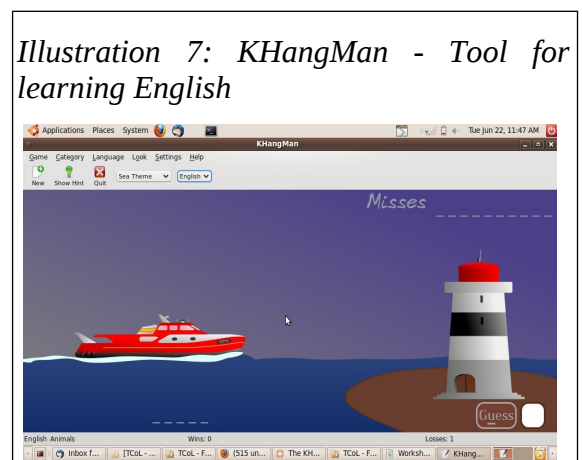 Illustration 7: KHangMan - Tool for
learning English
Applications Places System Tue Jun 22, 11:47 AM
KHangMan
Game Category Language Look Settings Help
New Show Hint Quit Sea Theme English
Misses _ _ _ _ _ _ _ _ _ _
Guess
_ _ _ _ _
English Animals Wins: 0 Losses: 1
Inbox f... [TCoL - ... TCoL - F... (515 un... The KH... TCoL - F... Worksh... KHang...